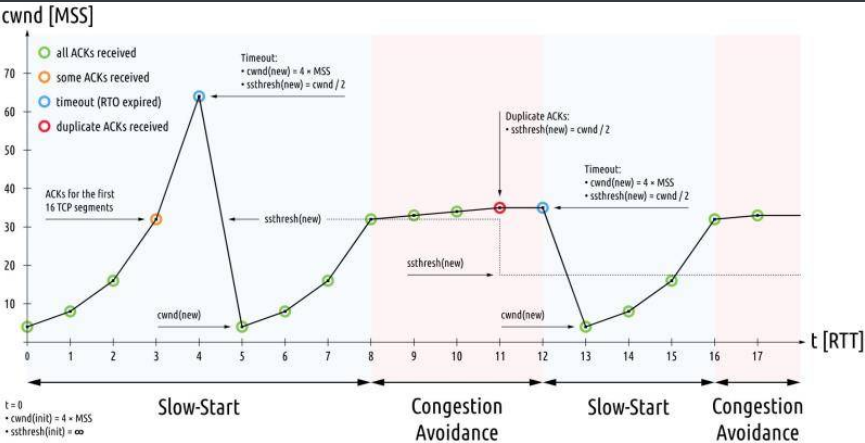 cwnd [MSS]
all ACKs received
some ACKs received
timeout (RTO expired)
duplicate ACKs received
Timeout:
• cwnd(new) = 4 × MSS
• ssthresh(new) = cwnd / 2
Duplicate ACKs:
• ssthresh(new) = cwnd / 2
Timeout:
• cwnd(new) = 4 × MSS
• ssthresh(new) = cwnd / 2
ACKs for the first
16 TCP segments
ssthresh(new)
ssthresh(new)
cwnd(new)
cwnd(new)
70
60
50
40
30
20
10
t [RTT]
0 1 2 3 4 5 6 7 8 9 10 11 12 13 14 15 16 17
t = 0
• cwnd(init) = 4 × MSS
• ssthresh(init) = ∞
Slow-Start
Congestion
Avoidance
Slow-Start
Congestion
Avoidance